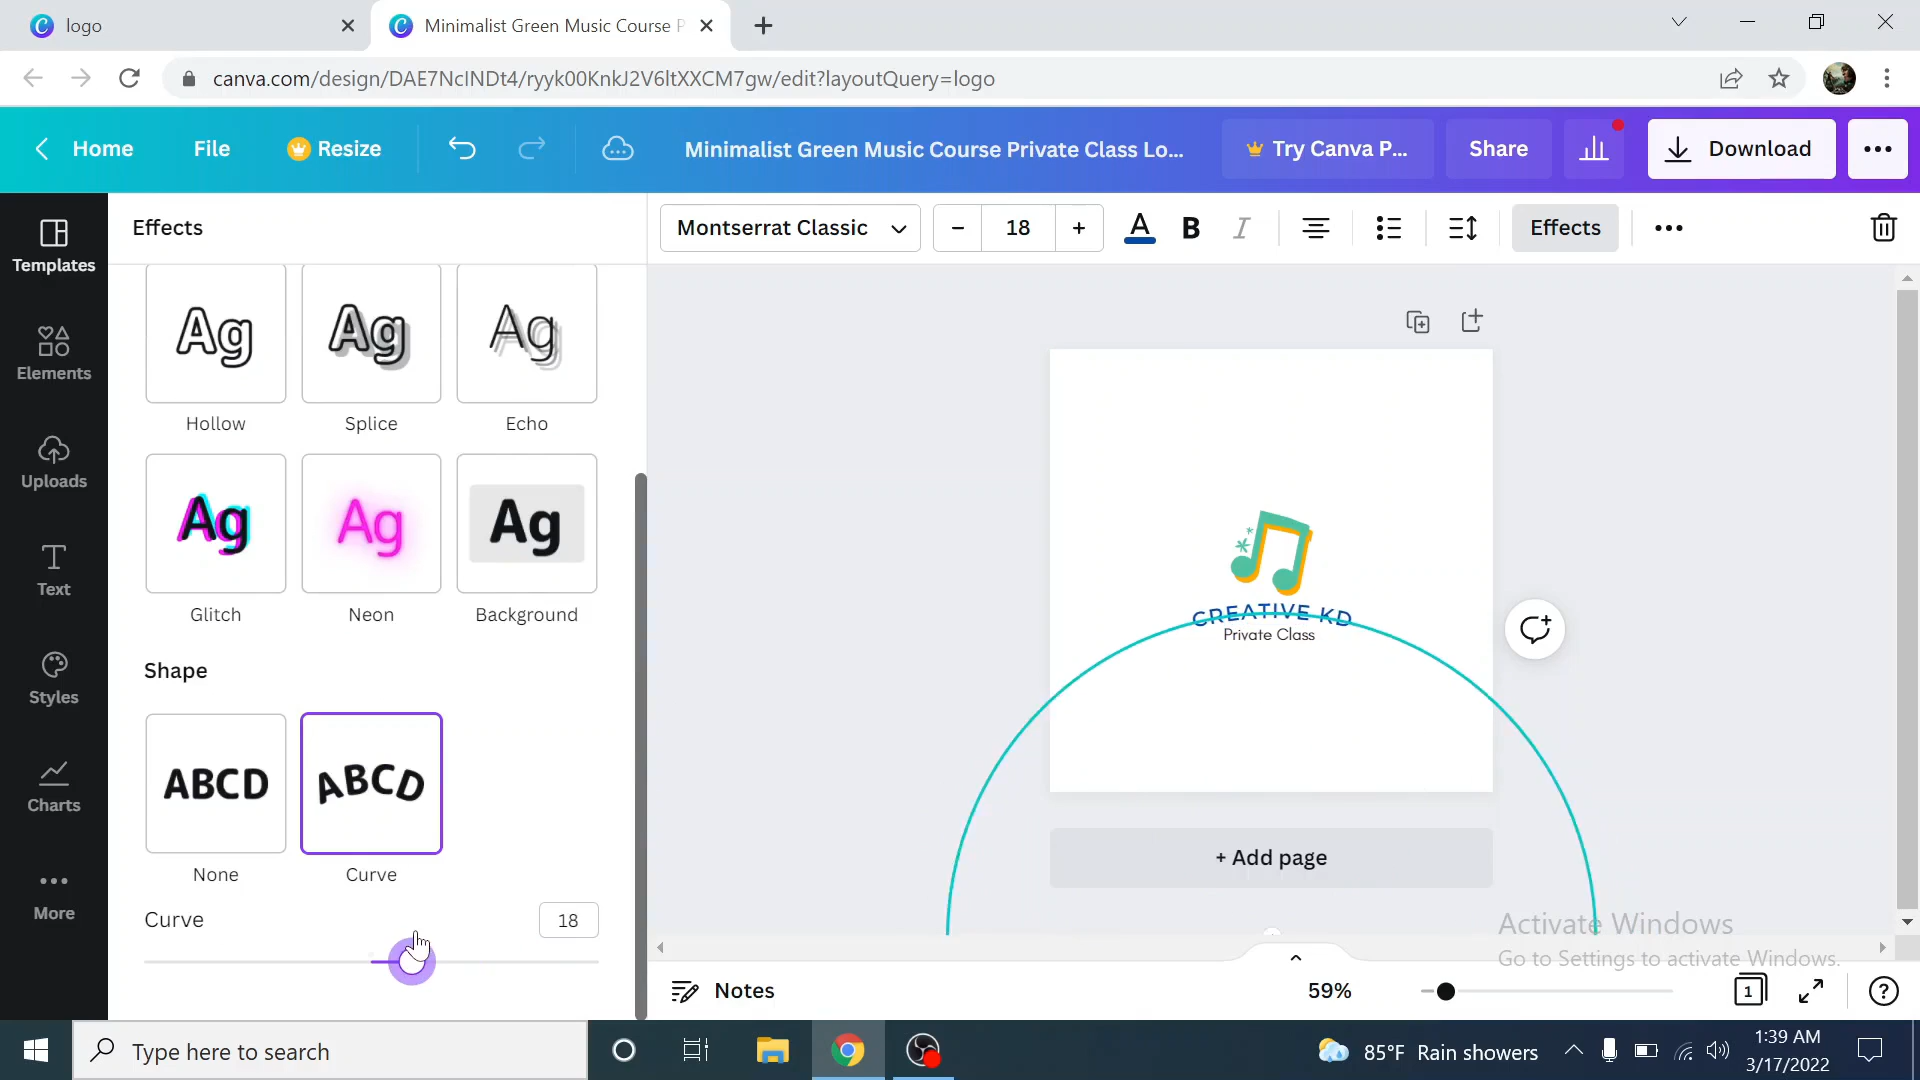 logo
Minimalist Green Music Course P
canva.com/design/DAE7NclNDt4/ryyk00KnkJ2V6ltXXCM7gw/edit?layoutQuery=logo
Home
File
Resize
Minimalist Green Music Course Private Class Lo...
Try Canva P...
Share
Download
Effects
Montserrat Classic
18
A
B
I
Effects
Templates
Elements
Uploads
Text
Styles
Charts
More
Ag
Ag
Ag
Hollow
Splice
Echo
Ag
Ag
Ag
Glitch
Neon
Background
Shape
ABCD
ABCD
None
Curve
Curve
18
CREATIVE KD
Private Class
+ Add page
Activate Windows
Go to Settings to activate Windows.
Notes
59%
1
Type here to search
85°F Rain showers
1:39 AM
3/17/2022